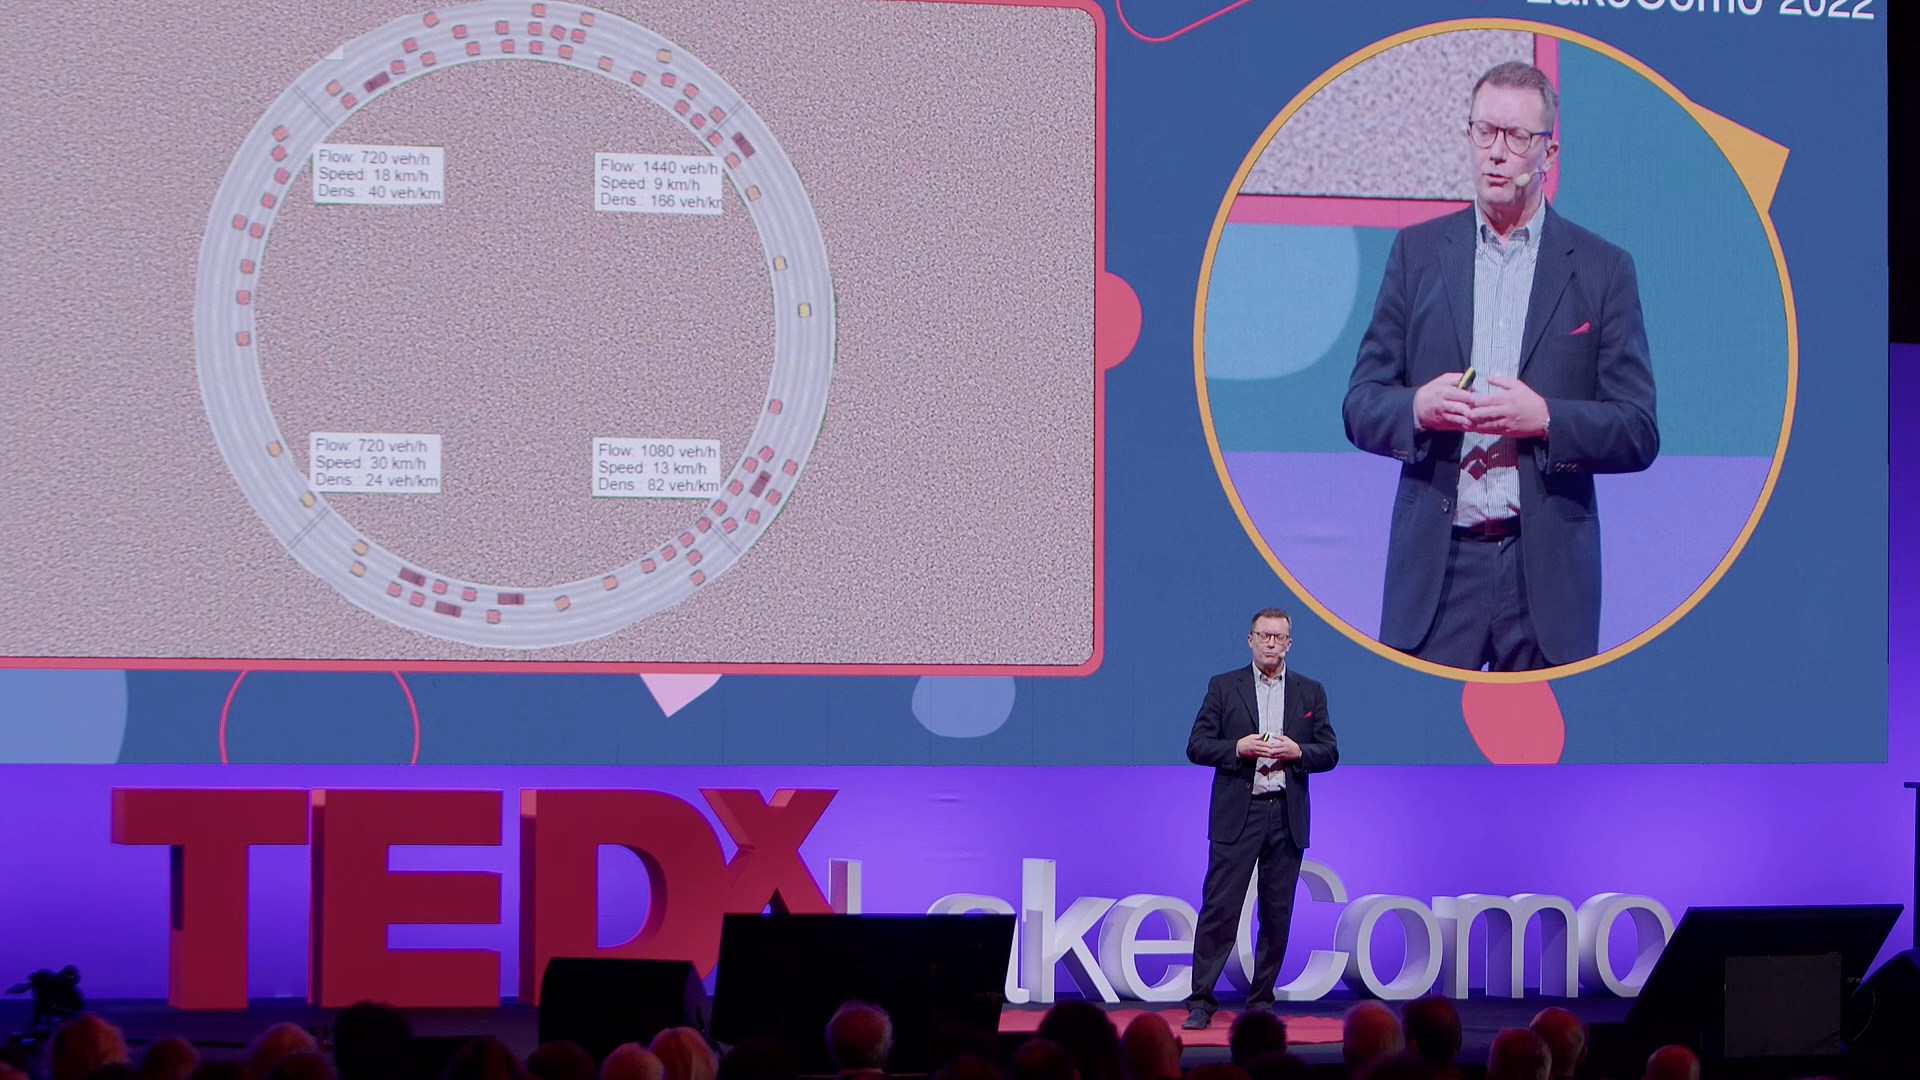 LakeComo 2022
Flow: 720 veh/h
Speed: 18 km/h
Dens.: 40 veh/km
Flow: 1440 veh/h
Speed: 9 km/h
Dens.: 166 veh/km
Flow: 720 veh/h
Speed: 30 km/h
Dens.: 24 veh/km
Flow: 1080 veh/h
Speed: 13 km/h
Dens.: 82 veh/km
TEDx
Lake Como